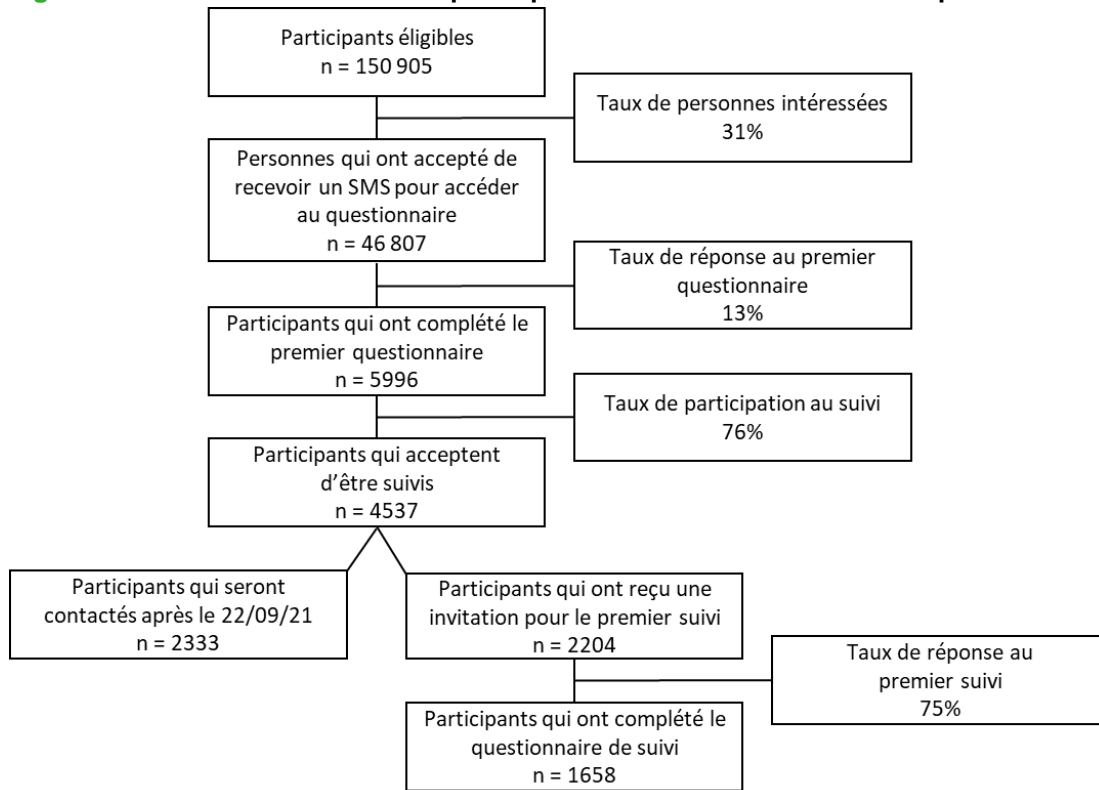 Participants éligibles
n = 150 905
Taux de personnes intéressées
31%
Personnes qui ont accepté de
recevoir un SMS pour accéder
au questionnaire
n = 46 807
Taux de réponse au premier
questionnaire
13%
Participants qui ont complété le
premier questionnaire
n = 5996
Taux de participation au suivi
76%
Participants qui acceptent
d'être suivis
n = 4537
Participants qui seront
contactés après le 22/09/21
n = 2333
Participants qui ont reçu une
invitation pour le premier suivi
n = 2204
Taux de réponse au
premier suivi
75%
Participants qui ont complété le
questionnaire de suivi
n = 1658